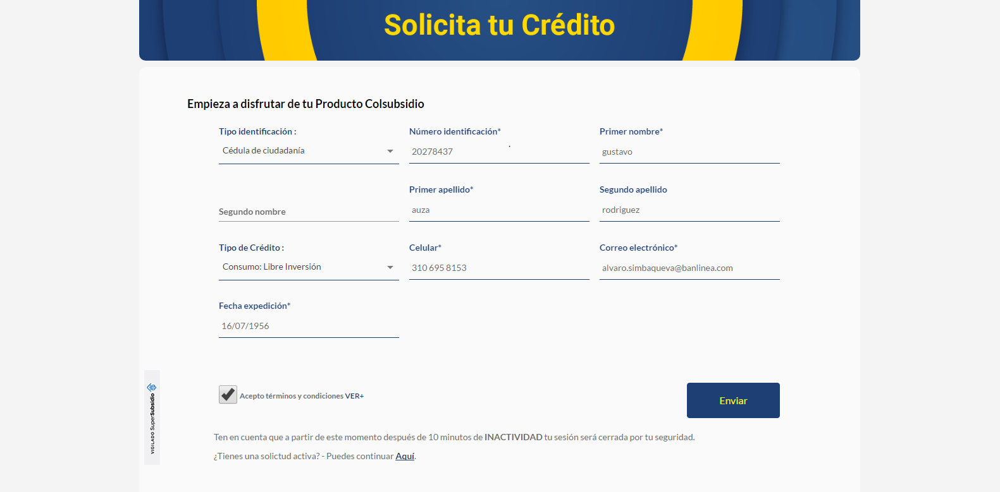 Solicita tu Crédito
Empieza a disfrutar de tu Producto Colsubsidio
Tipo identificación :
Número identificación*
Primer nombre*
Cédula de ciudadanía
20278437
gustavo
Segundo nombre
Primer apellido*
Segundo apellido
auza
rodriguez
Tipo de Crédito :
Celular*
Correo electrónico*
Consumo: Libre Inversión
310 695 8153
alvaro.simbaqueva@banlinea.com
Fecha expedición*
16/07/1956
VIGILADO SuperSubsidio
Acepto términos y condiciones VER+
Enviar
Ten en cuenta que a partir de este momento después de 10 minutos de INACTIVIDAD tu sesión será cerrada por tu seguridad.
¿Tienes una solictud activa? - Puedes continuar Aquí.